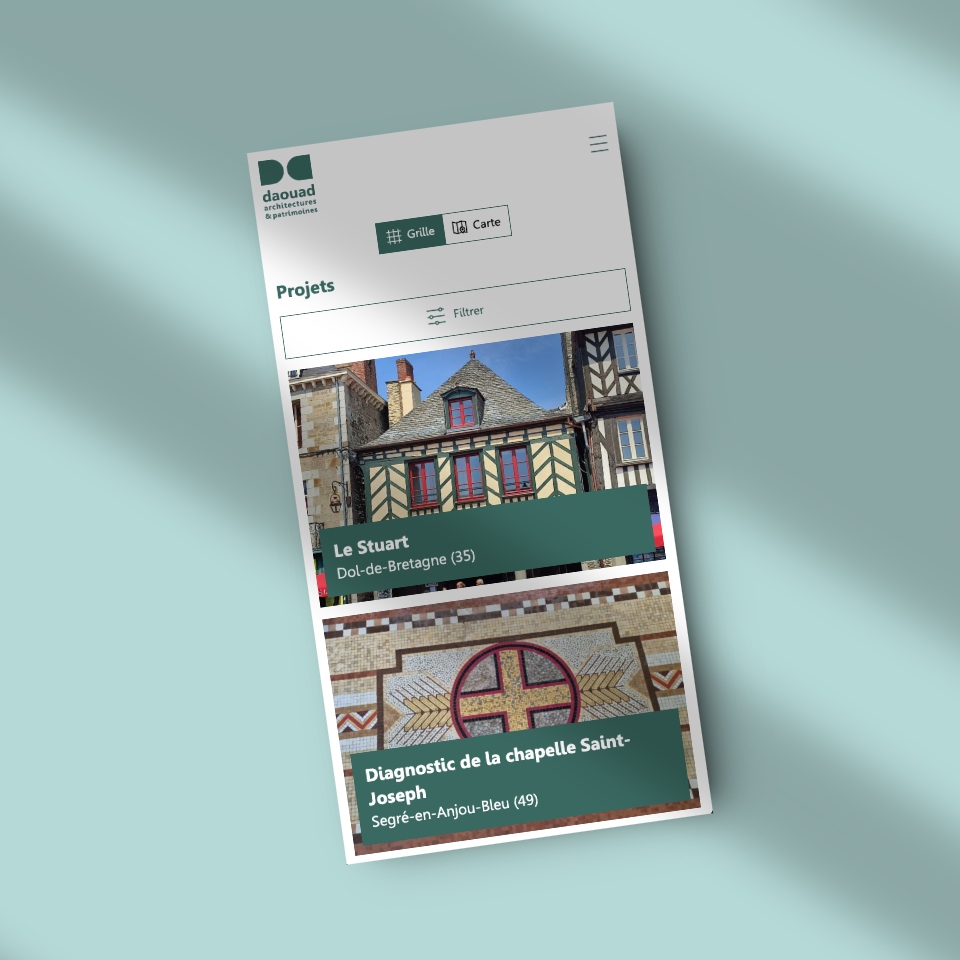 daouad
architectures
& patrimoines
Grille
Carte
Projets
Filtrer
Le Stuart
Dol-de-Bretagne (35)
Diagnostic de la chapelle Saint-
Joseph
Segré-en-Anjou-Bleu (49)